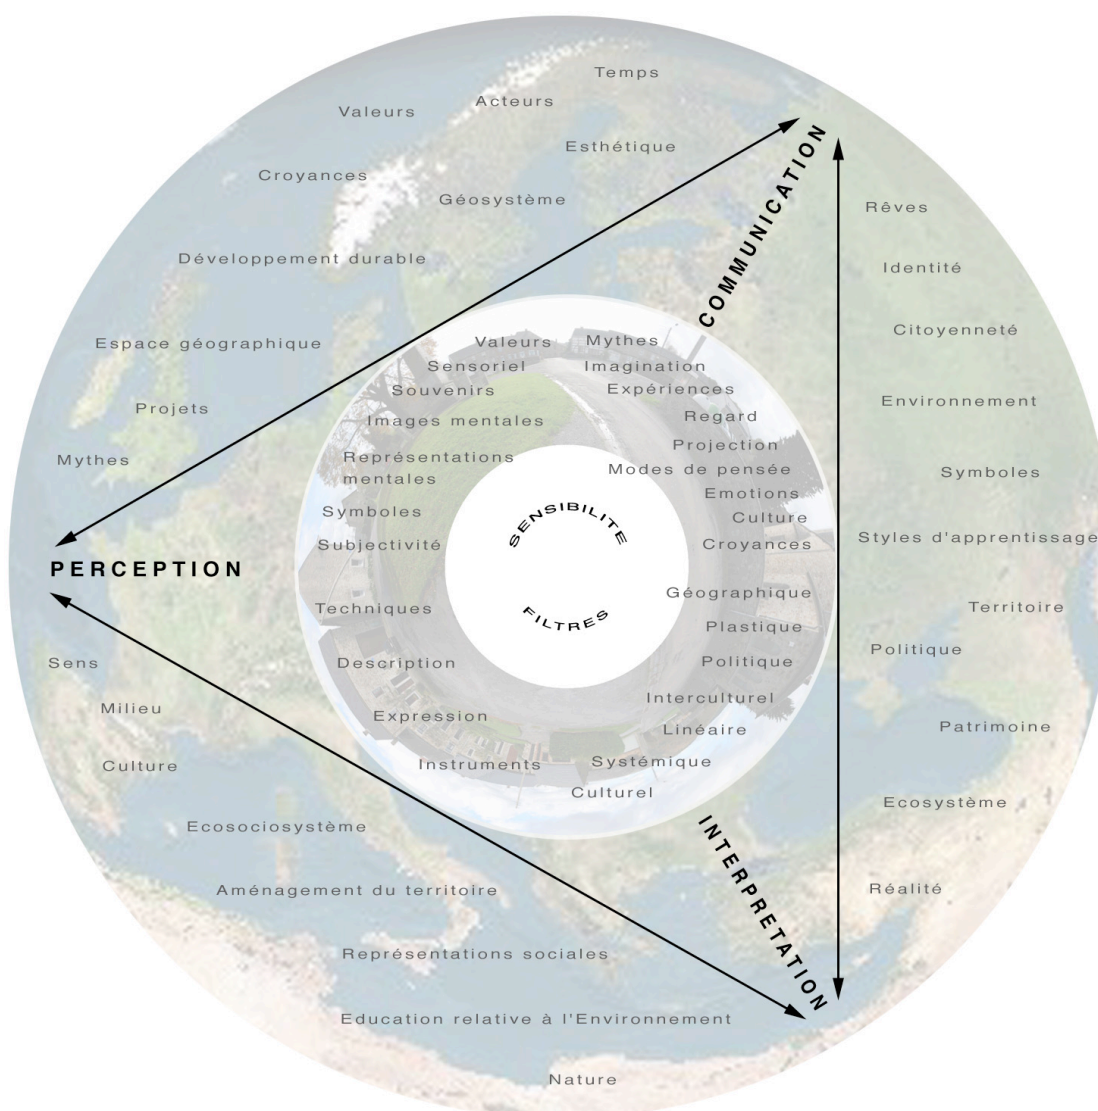 Temps
Acteurs
Valeurs
Esthétique
Croyances
Géosystème
Développement durable
Espace géographique
Projets
Mythes
COMMUNICATION
Rêves
Identité
Citoyenneté
Environnement
Symboles
Styles d'apprentissage
Territoire
Politique
Patrimoine
Ecosystème
Réalité
Valeurs
Mythes
Sensoriel
Imagination
Souvenirs
Expériences
Images mentales
Regard
Projection
Représentations
mentales
Modes de pensée
Emotions
Symboles
Culture
Subjectivité
Croyances
SENSIBILITE
FILTRES
Techniques
Géographique
Plastique
Description
Politique
Interculturel
Expression
Linéaire
Instruments
Systémique
Culturel
PERCEPTION
Sens
Milieu
Culture
Ecosociosystème
Aménagement du territoire
Représentations sociales
Education relative à l'Environnement
Nature
INTERPRETATION